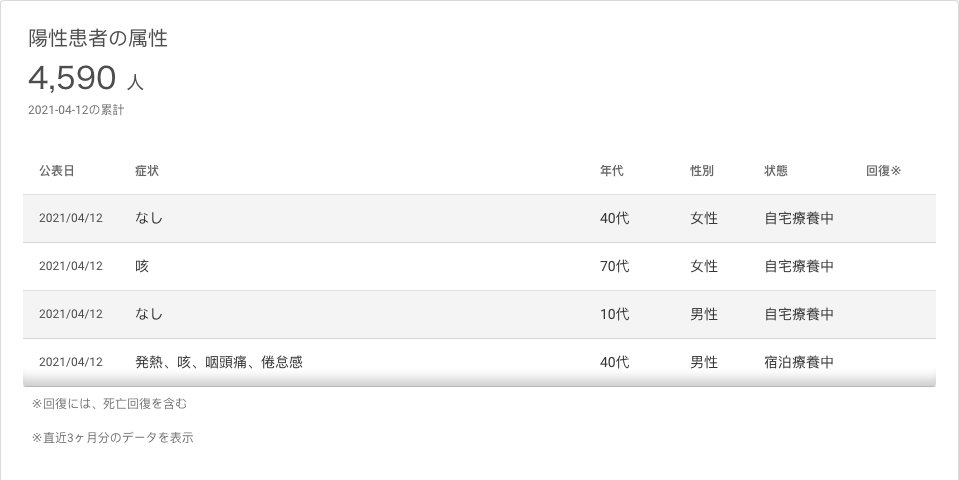 陽性患者の属性
4,590 人
2021-04-12の累計
公表日 症状 年代 性別 状態 回復※
2021/04/12 なし 40代 女性 自宅療養中
2021/04/12 咳 70代 女性 自宅療養中
2021/04/12 なし 10代 男性 自宅療養中
2021/04/12 発熱、咳、咽頭痛、倦怠感 40代 男性 宿泊療養中
※回復には、死亡回復を含む
※直近3ヶ月分のデータを表示